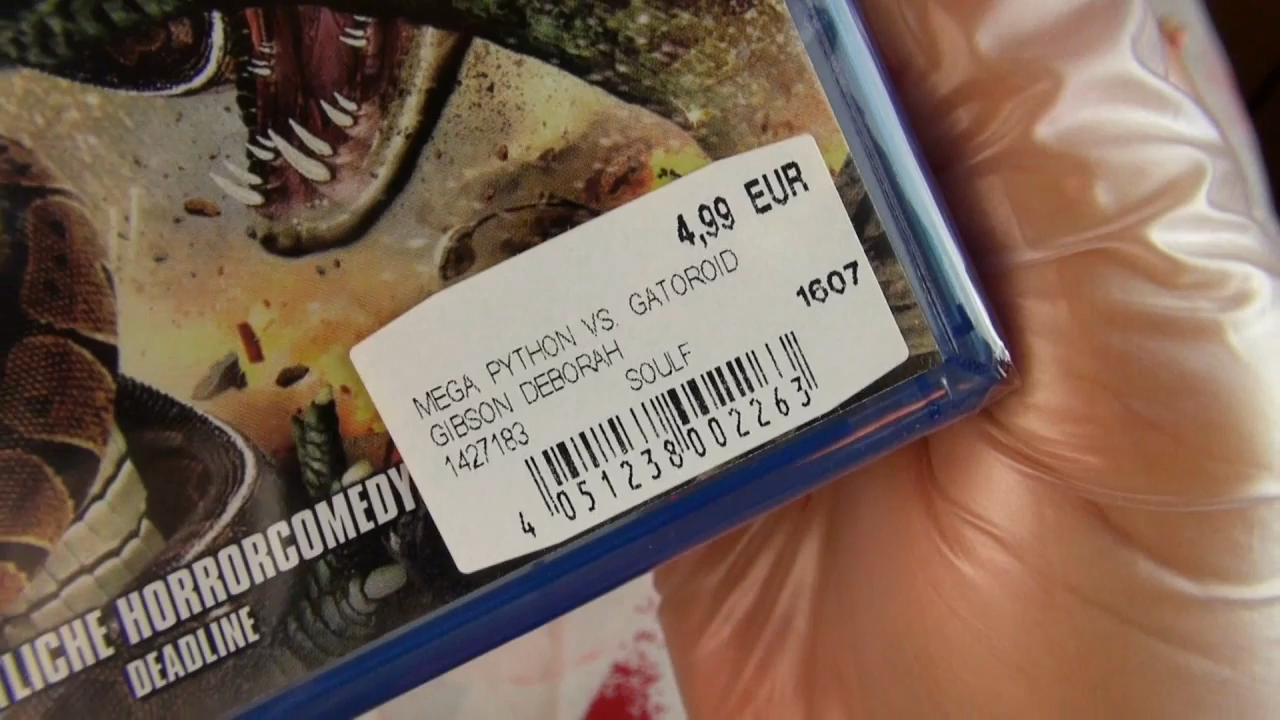 4,99 EUR
MEGA PYTHON VS. GATOROID
1607
GIBSON DEBORAH
SOULF
1427183
4 051238 002263
HORRORCOMEDY
DEADLINE